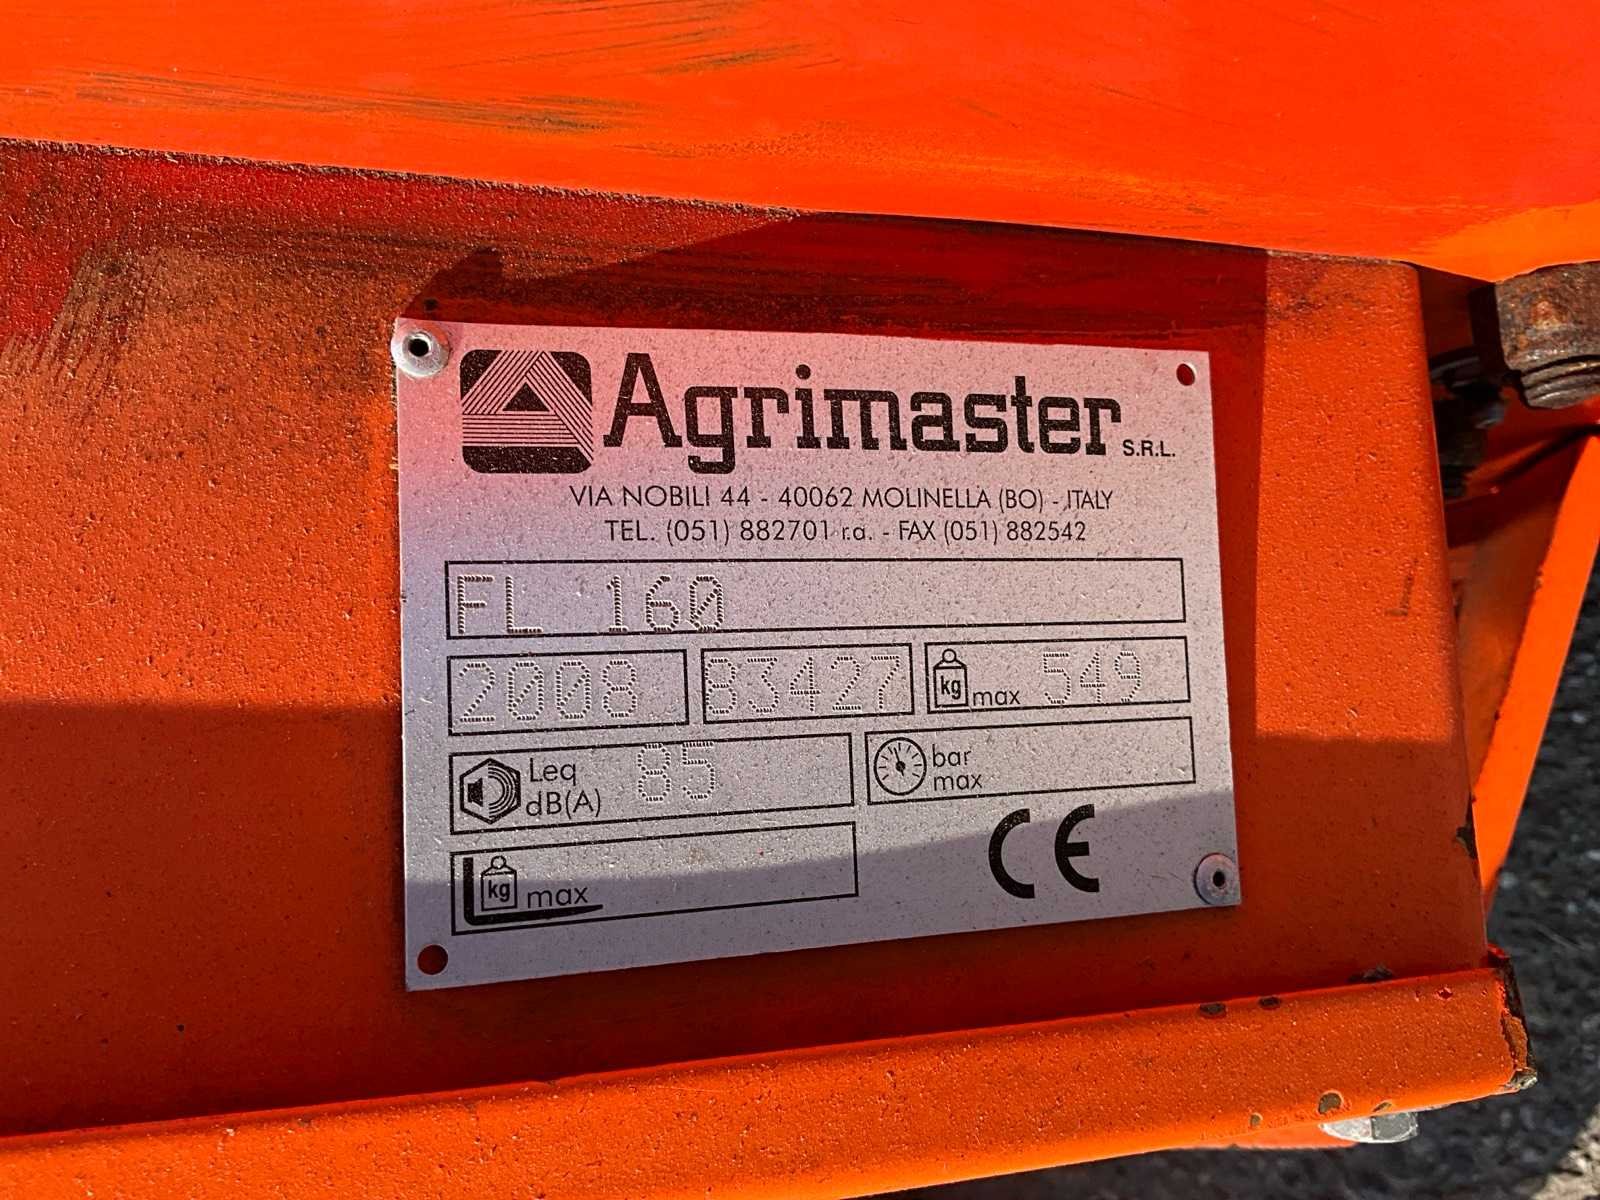 Agrimaster S.R.L.
VIA NOBILI 44 - 40062 MOLINELLA (BO) - ITALY
TEL. (051) 882701 r.a. - FAX (051) 882542
FL 160
2008 83427 kg max 549
Leq dB(A) 85 bar max
kg max
CE